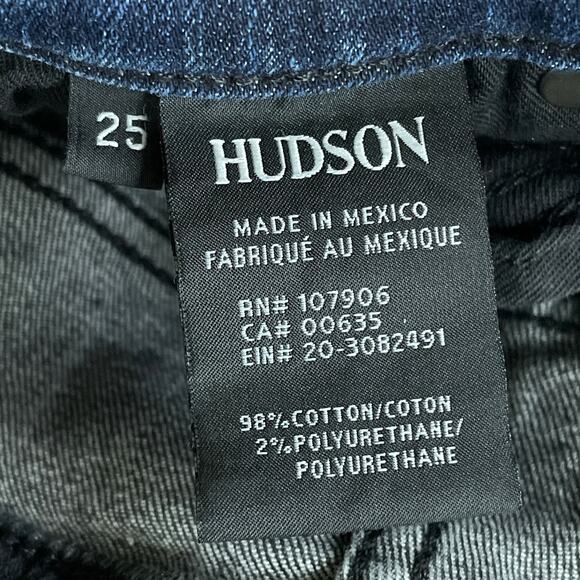 25
HUDSON
MADE IN MEXICO
FABRIQUÉ AU MEXIQUE
RN# 107906
CA# 00635
EIN# 20-3082491
98% COTTON/COTON
2% POLYURETHANE/
POLYURETHANE